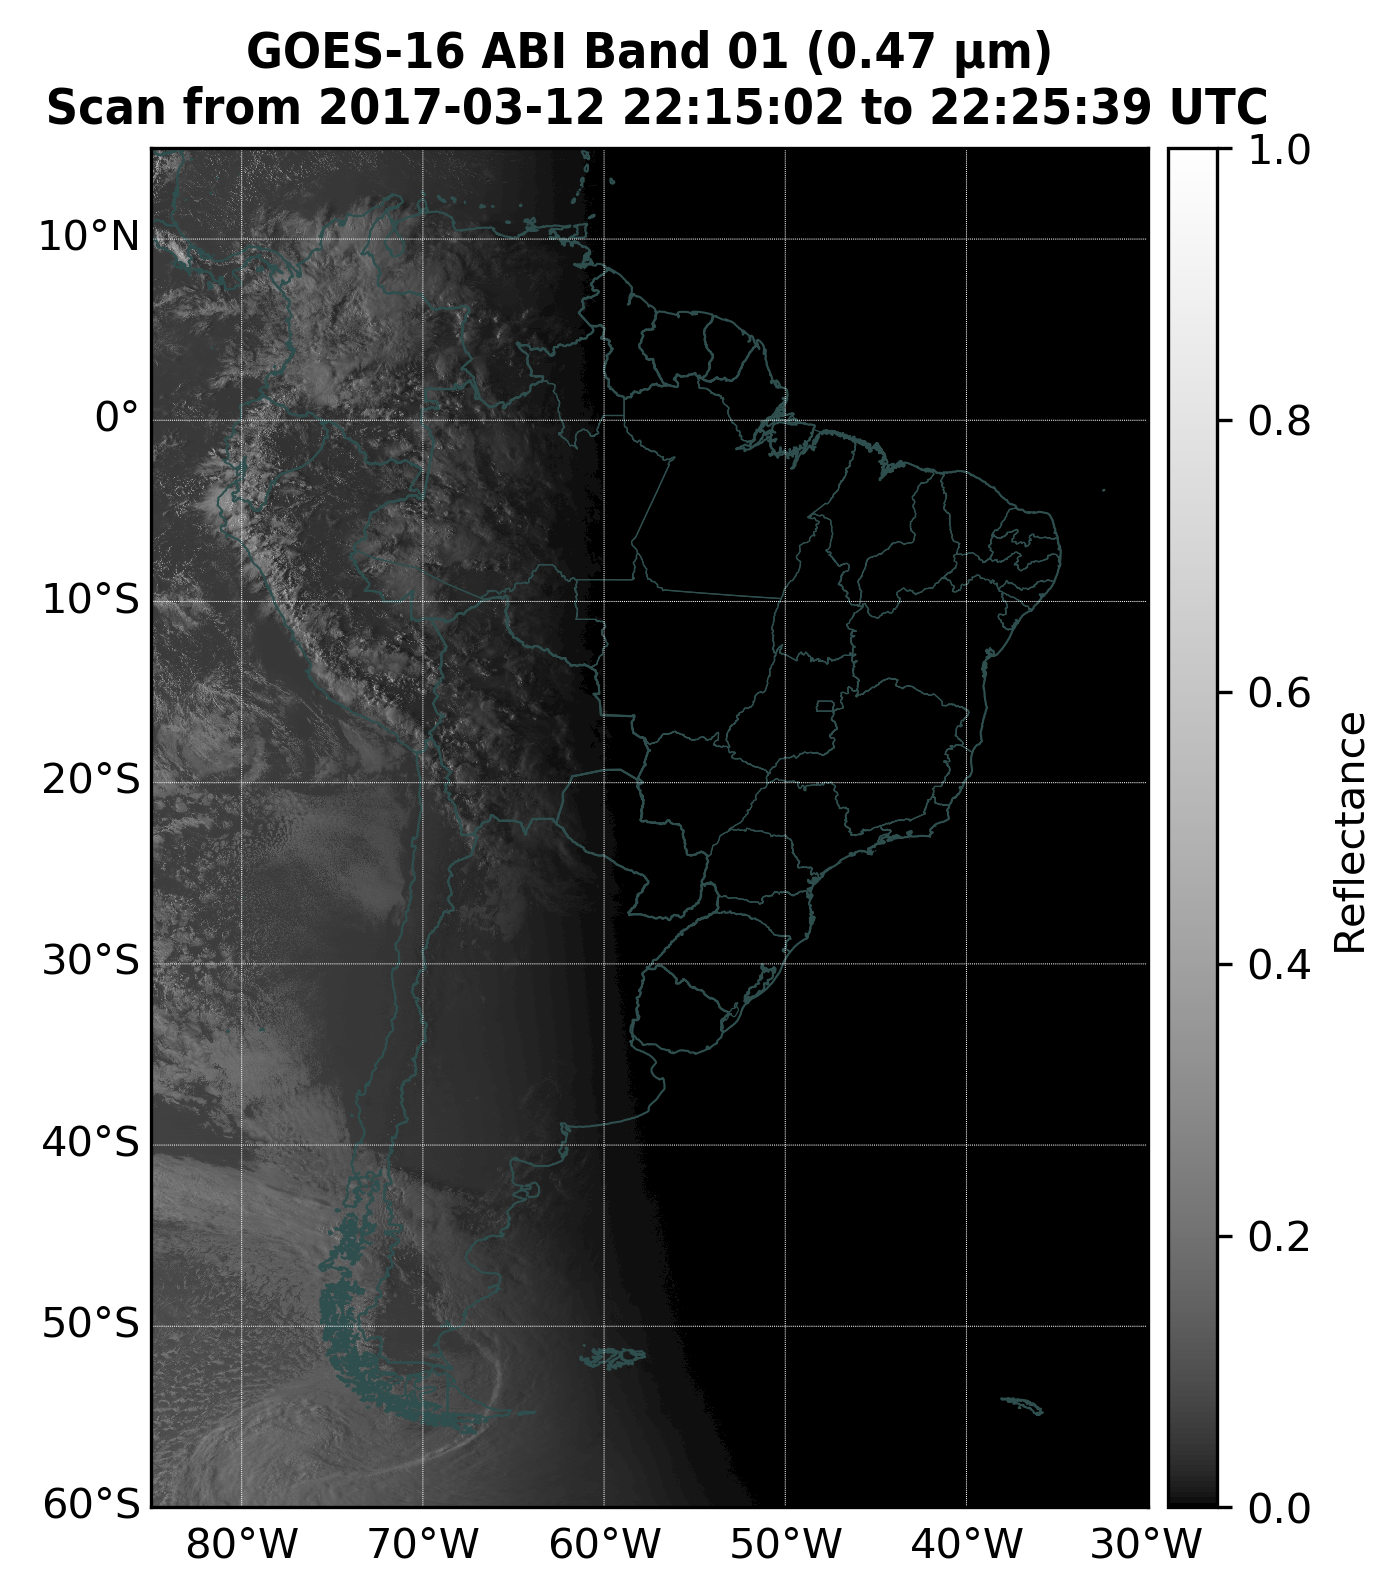 GOES-16 ABI Band 01 (0.47 µm)
Scan from 2017-03-12 22:15:02 to 22:25:39 UTC
10°N
0°
10°S
20°S
30°S
40°S
50°S
60°S
80°W
70°W
60°W
50°W
40°W
30°W
1.0
0.8
0.6
0.4
0.2
0.0
Reflectance